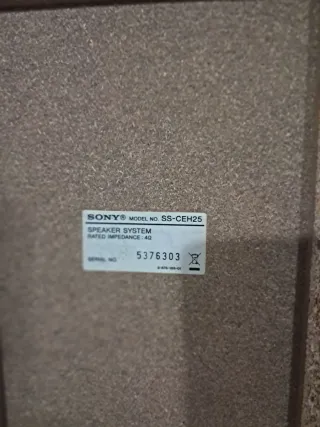 SONY® MODEL NO. SS-CEH25
SPEAKER SYSTEM
RATED IMPEDANCE : 4Ω
SERIAL NO. 5376303